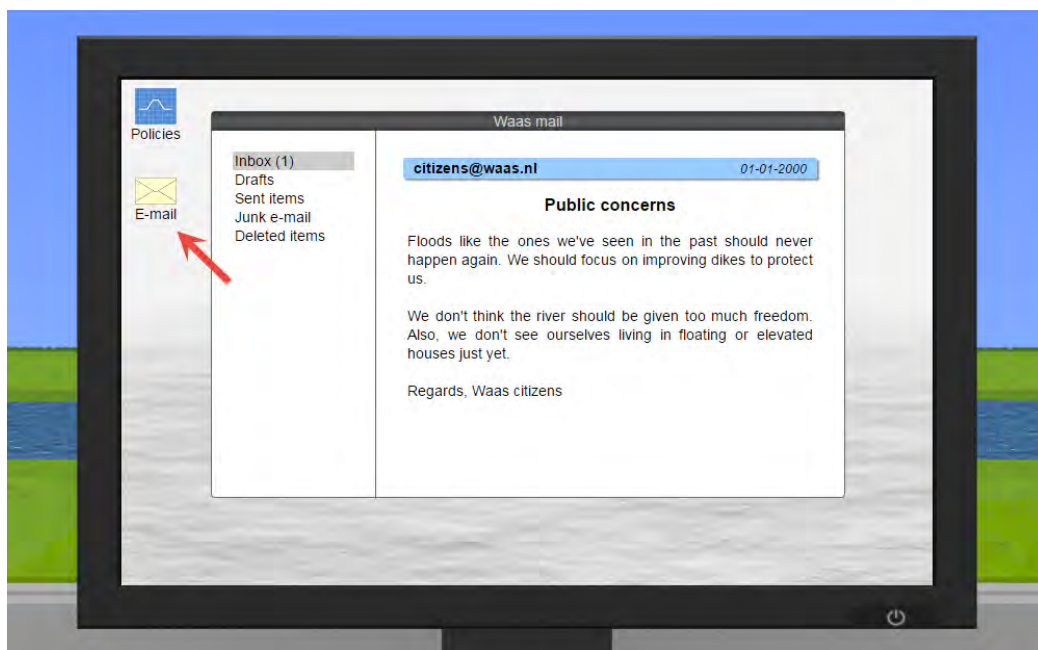 Policies
E-mail
Waas mail
Inbox (1)
Drafts
Sent items
Junk e-mail
Deleted items
citizens@waas.nl 01-01-2000
Public concerns
Floods like the ones we've seen in the past should never
happen again. We should focus on improving dikes to protect
us.
We don't think the river should be given too much freedom.
Also, we don't see ourselves living in floating or elevated
houses just yet.
Regards, Waas citizens